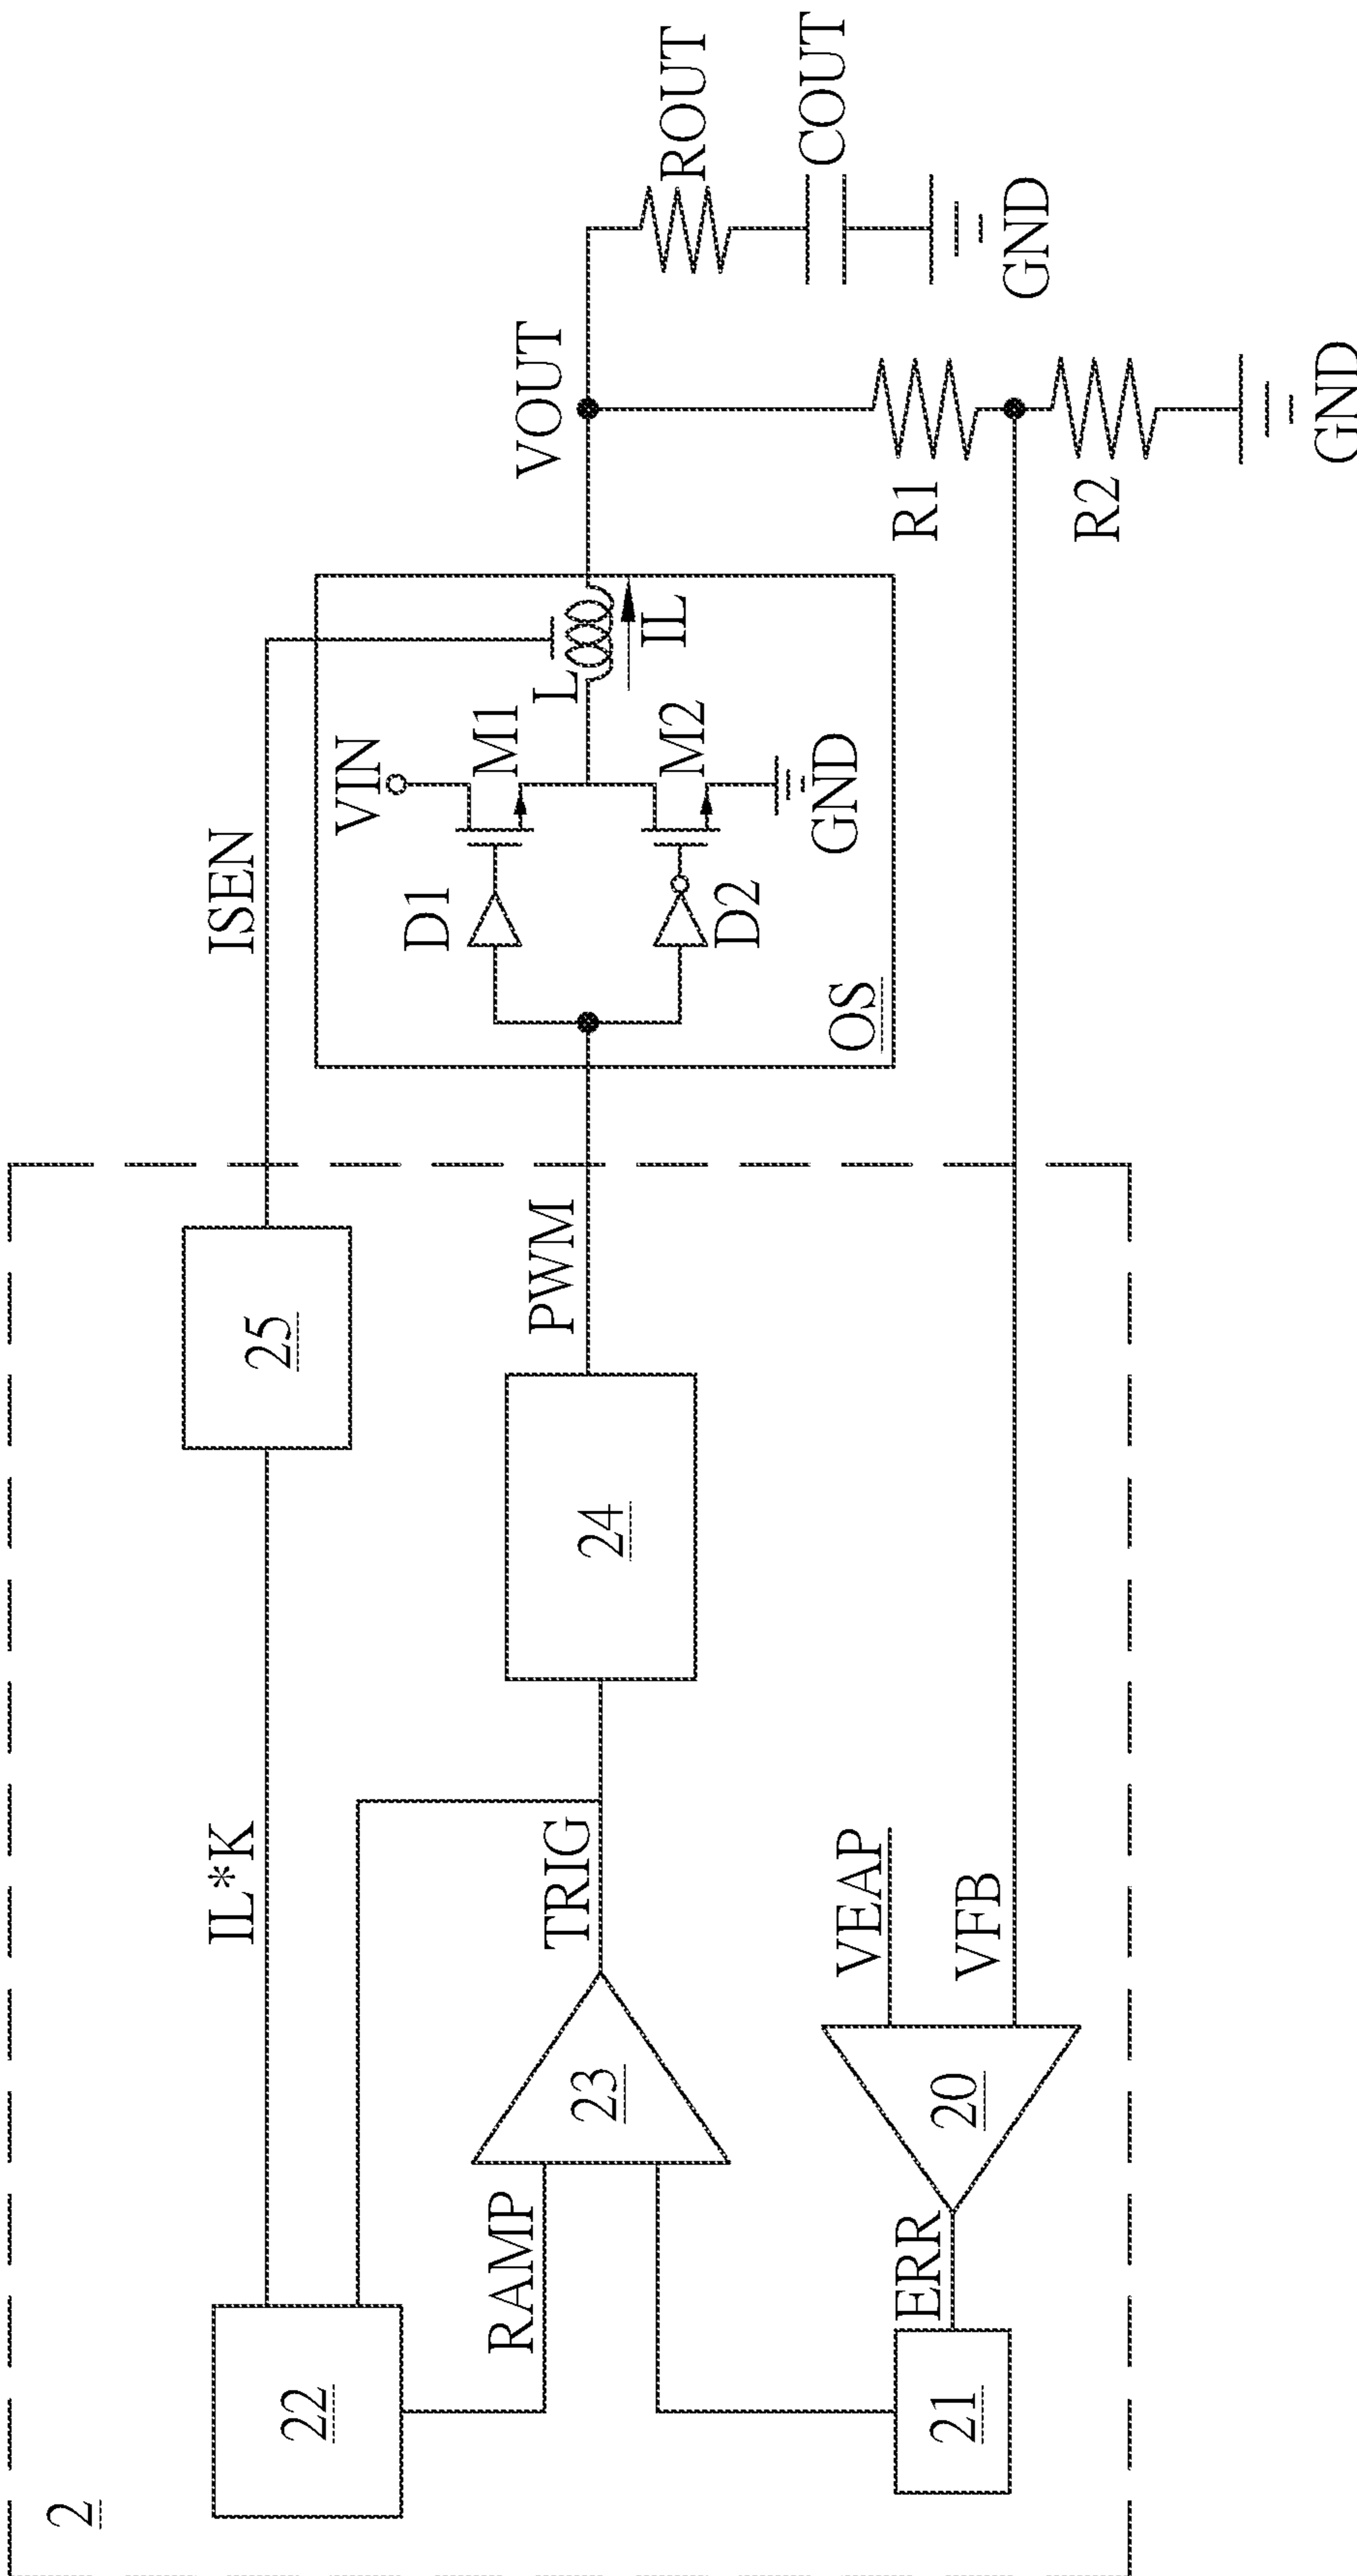 2
22
IL*K
25
ISEN
RAMP
23
TRIG
24
PWM
VIN
D1
M1
L
IL
D2
M2
GND
OS
VOUT
ROUT
COUT
GND
21
ERR
20
VEAP
VFB
R1
R2
GND